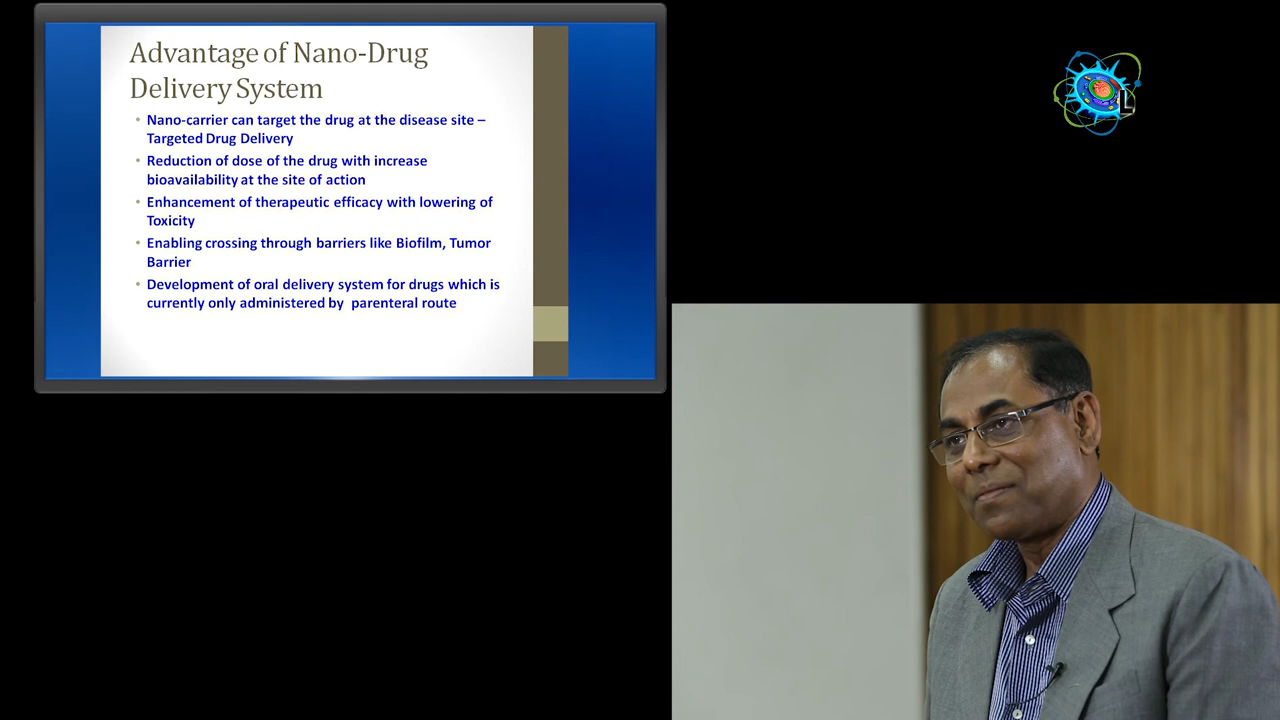 Advantage of Nano-Drug
Delivery System
• Nano-carrier can target the drug at the disease site –
Targeted Drug Delivery
• Reduction of dose of the drug with increase
bioavailability at the site of action
• Enhancement of therapeutic efficacy with lowering of
Toxicity
• Enabling crossing through barriers like Biofilm, Tumor
Barrier
• Development of oral delivery system for drugs which is
currently only administered by  parenteral route
L